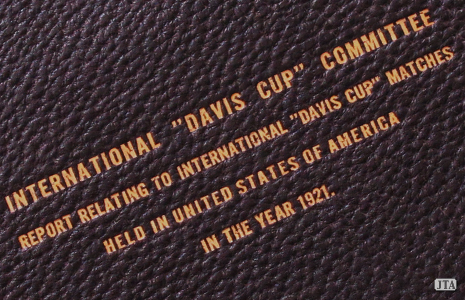 INTERNATIONAL "DAVIS CUP" COMMITTEE
REPORT RELATING TO INTERNATIONAL "DAVIS CUP" MATCHES
HELD IN UNITED STATES OF AMERICA
IN THE YEAR 1921.
JTA